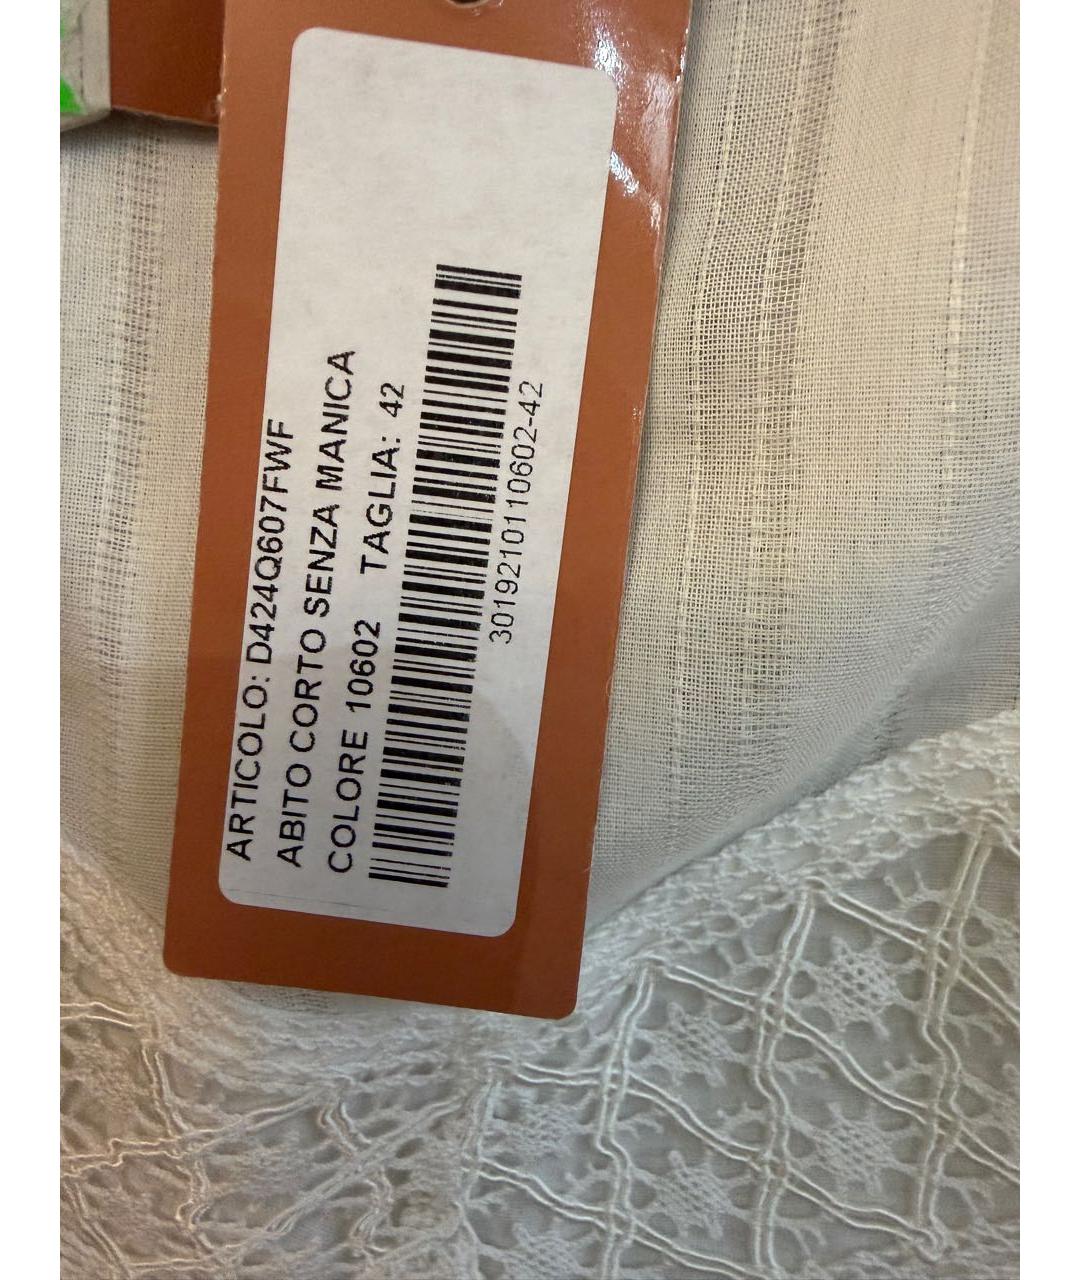 ARTICOLO: D424Q607FWF
ABITO CORTO SENZA MANICA
COLORE 10602 TAGLIA: 42
3019210110602-42